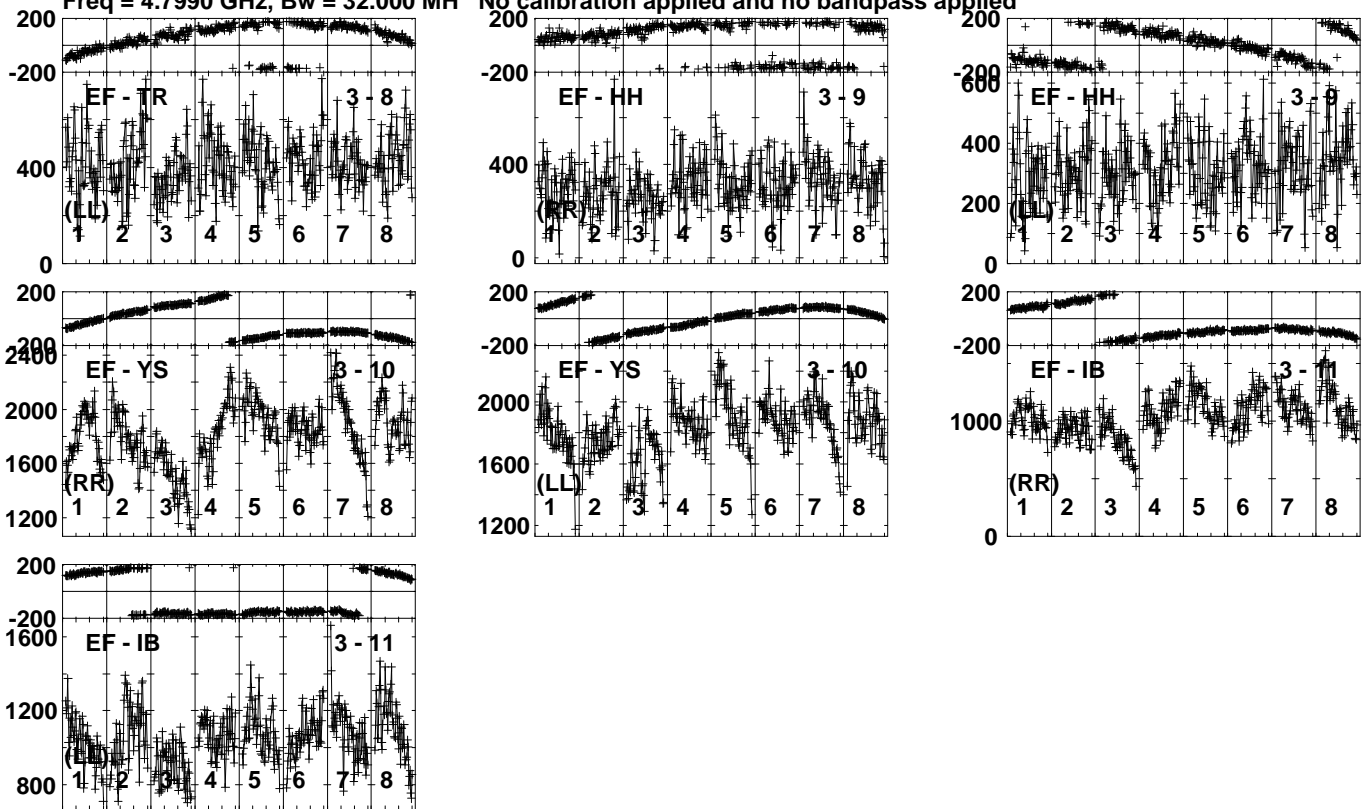 Freq = 4.7990 GHz, Bw = 32.000 MH No calibration applied and no bandpass applied
200
-200
EF - TR 3 - 8
400
(LL)
1 2 3 4 5 6 7 8
0
200
-200
EF - HH 3 - 9
400
(RR)
1 2 3 4 5 6 7 8
0
200
-200
600
EF - HH 3 - 9
400
200
(LL)
1 2 3 4 5 6 7 8
0
200
-200
2400
EF - YS 3 - 10
2000
1600
(RR)
1 2 3 4 5 6 7 8
1200
200
-200
EF - YS 3 - 10
2000
1600
(LL)
1 2 3 4 5 6 7 8
1200
200
-200
EF - IB 3 - 11
1000
(RR)
1 2 3 4 5 6 7 8
0
200
-200
1600
EF - IB 3 - 11
1200
(LL)
1 2 3 4 5 6 7 8
800